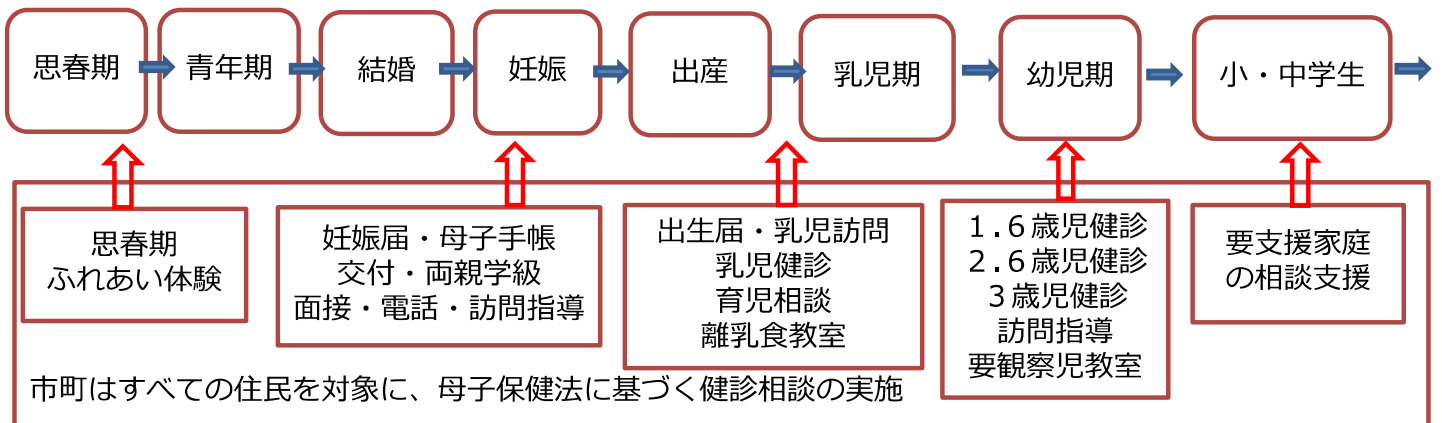 思春期
青年期
結婚
妊娠
出産
乳児期
幼児期
小・中学生
思春期
ふれあい体験
妊娠届・母子手帳
交付・両親学級
面接・電話・訪問指導
出生届・乳児訪問
乳児健診
育児相談
離乳食教室
1.6歳児健診
2.6歳児健診
3歳児健診
訪問指導
要観察児教室
要支援家庭
の相談支援
市町はすべての住民を対象に、母子保健法に基づく健診相談の実施